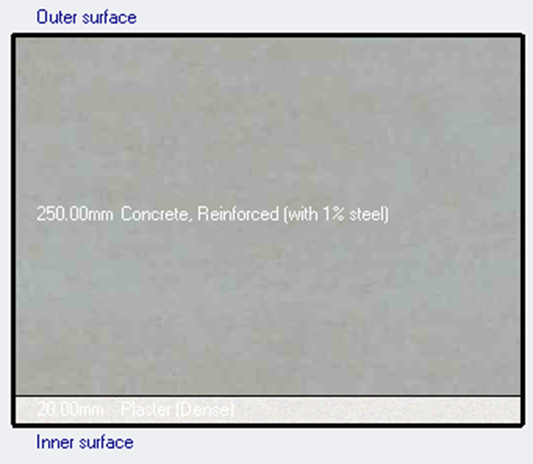 Outer surface
250.00mm Concrete, Reinforced (with 1% steel)
20.00mm Plaster (Dense)
Inner surface